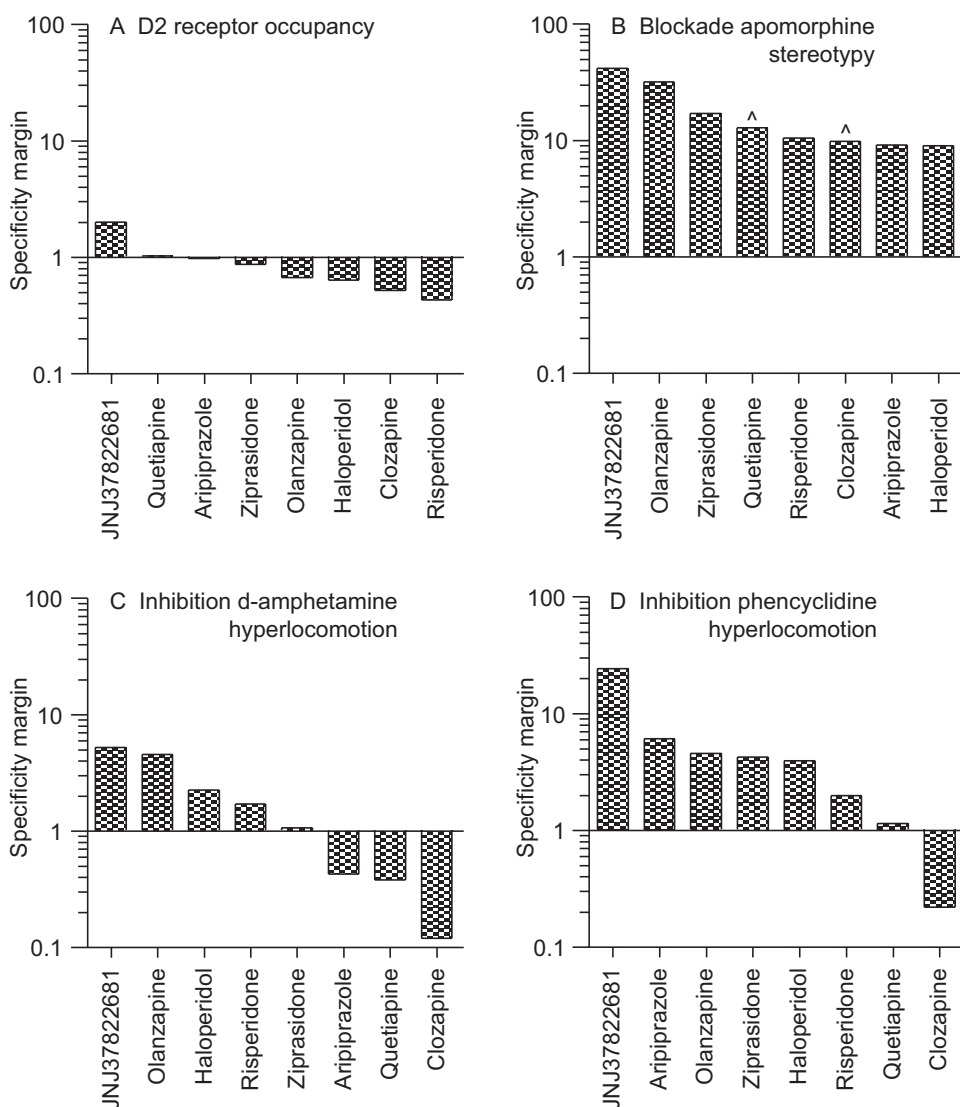 A D2 receptor occupancy
Specificity margin
100
10
1
0.1
JNJ37822681
Quetiapine
Aripiprazole
Ziprasidone
Olanzapine
Haloperidol
Clozapine
Risperidone
B Blockade apomorphine
stereotypy
Specificity margin
100
10
1
0.1
^
^
JNJ37822681
Olanzapine
Ziprasidone
Quetiapine
Risperidone
Clozapine
Aripiprazole
Haloperidol
C Inhibition d-amphetamine
hyperlocomotion
Specificity margin
100
10
1
0.1
JNJ37822681
Olanzapine
Haloperidol
Risperidone
Ziprasidone
Aripiprazole
Quetiapine
Clozapine
D Inhibition phencyclidine
hyperlocomotion
Specificity margin
100
10
1
0.1
JNJ37822681
Aripiprazole
Olanzapine
Ziprasidone
Haloperidol
Risperidone
Quetiapine
Clozapine